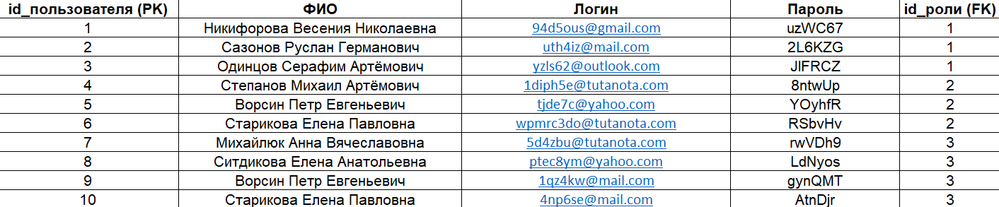 id_пользователя (PK) ФИО Логин Пароль id_роли (FK)
1 Никифорова Весения Николаевна 94d5ous@gmail.com uzWC67 1
2 Сазонов Руслан Германович uth4iz@mail.com 2L6KZG 1
3 Одинцов Серафим Артёмович yzls62@outlook.com JlFRCZ 1
4 Степанов Михаил Артёмович 1diph5e@tutanota.com 8ntwUp 2
5 Ворсин Петр Евгеньевич tjde7c@yahoo.com YOyhfR 2
6 Старикова Елена Павловна wpmrc3do@tutanota.com RSbvHv 2
7 Михайлюк Анна Вячеславовна 5d4zbu@tutanota.com rwVDh9 3
8 Ситдикова Елена Анатольевна ptec8ym@yahoo.com LdNyos 3
9 Ворсин Петр Евгеньевич 1qz4kw@mail.com gynQMT 3
10 Старикова Елена Павловна 4np6se@mail.com AtnDjr 3